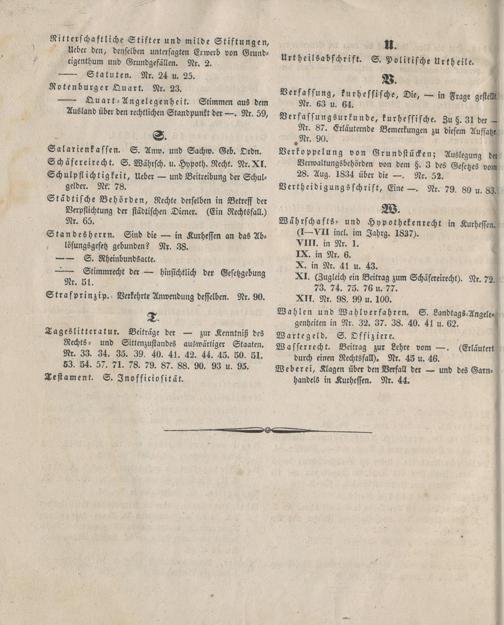 Ritterschaftliche Stifter und milde Stiftungen,
Ueber den, denselben untersagten Erwerb von Grund-
eigenthum und Grundgefällen. Nr. 2.
—— Statuten. Nr. 24 u. 25.
Rotenburger Quart. Nr. 23.
—— Quart-Angelegenheit. Stimmen aus dem
Ausland über den rechtlichen Standpunkt der —. Nr. 59,
S.
Salarienkassen. S. Anw. und Sachw. Geb. Ordn.
Schäfereirecht. S. Währsch. u. Hypoth. Recht. Nr. XI.
Schulpflichtigkeit, Ueber — und Beitreibung der Schul-
gelder. Nr. 78.
Städtische Behörden, Rechte derselben in Betreff der
Verpflichtung der städischen Diener. (Ein Rechtsfall.)
Nr. 65.
Standesherrn. Sind die — in Kurhessen an das Ab-
lösungsgesetz gebunden? Nr. 38.
—— S. Rheinbundsacte.
—— Stimmrecht der — hinsichtlich der Gesetzgebung
Nr. 51.
Strafprinzip. Verkehrte Anwendung desselben. Nr. 90.
T.
Tageslitteratur. Beiträge der — zur Kenntniß des
Rechts- und Sittenzustandes auswärtiger Staaten.
Nr. 33, 34, 35, 39, 40, 41, 42, 44, 45, 50, 51,
53, 54, 57, 71, 78, 79, 87, 88, 90, 93 u. 95.
Testament. S. Inofficiosität.
U.
Urtheilsabschrift. S. Politische Urtheile.
V.
Verfassung, kurhessische, Die, — in Frage gestellt
Nr. 63 u. 64.
Verfassungsurkunde, kurhessische. Zu §. 31 der —
Nr. 87. Erläutende Bemerkungen zu diesem Aufsatze
Nr. 90.
Verkoppelung von Grundstücken; Auslegung der
Verwaltungsbehörden von den §. 3 des Gesetzes vom
28. Aug. 1834 über die —. Nr. 52.
Vertheidigungschrift, Eine —. Nr. 79. 80 u. 83.
W.
Währschafts- und Hypothekenrecht in Kurhessen.
(I—VII incl. im Jahrg. 1837).
VIII. in Nr. 1.
IX. in Nr. 6.
X. in Nr. 41 u. 43.
XI. (Zugleich ein Beitrag zum Schäfereirecht). Nr. 72.
73. 74. 75. 76 u. 77.
XII. Nr. 98. 99 u. 100.
Wahlen und Wahlverfahren. S. Landtags-Angele-
genheiten in Nr. 32, 37, 38, 40, 41 u. 62.
Wartegeld. S. Offiziere.
Wasserrecht. Beitrag zur Lehre vom —. (Erläutert
durch einen Rechtsfall). Nr. 45 u. 46.
Weberei, Klagen über den Verfall der — und des Garn-
handels in Kurhessen. Nr. 44.